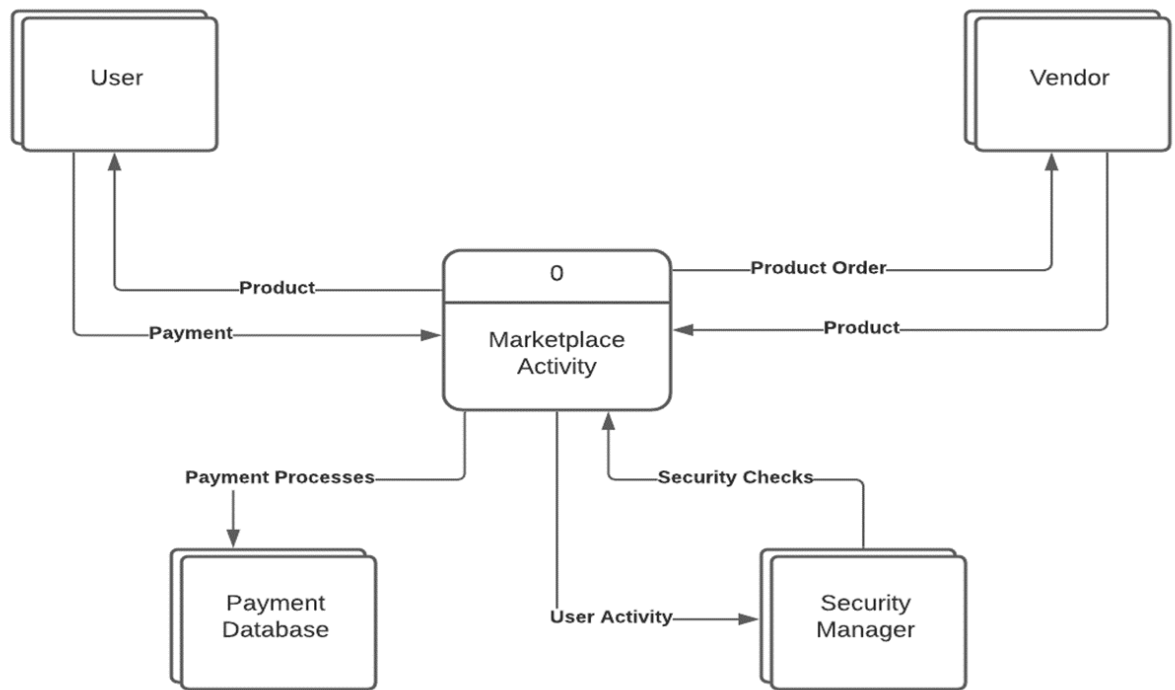 User
Vendor
0
Product Order
Product
Product
Payment
Marketplace
Activity
Payment Processes
Security Checks
Payment
Database
User Activity
Security
Manager